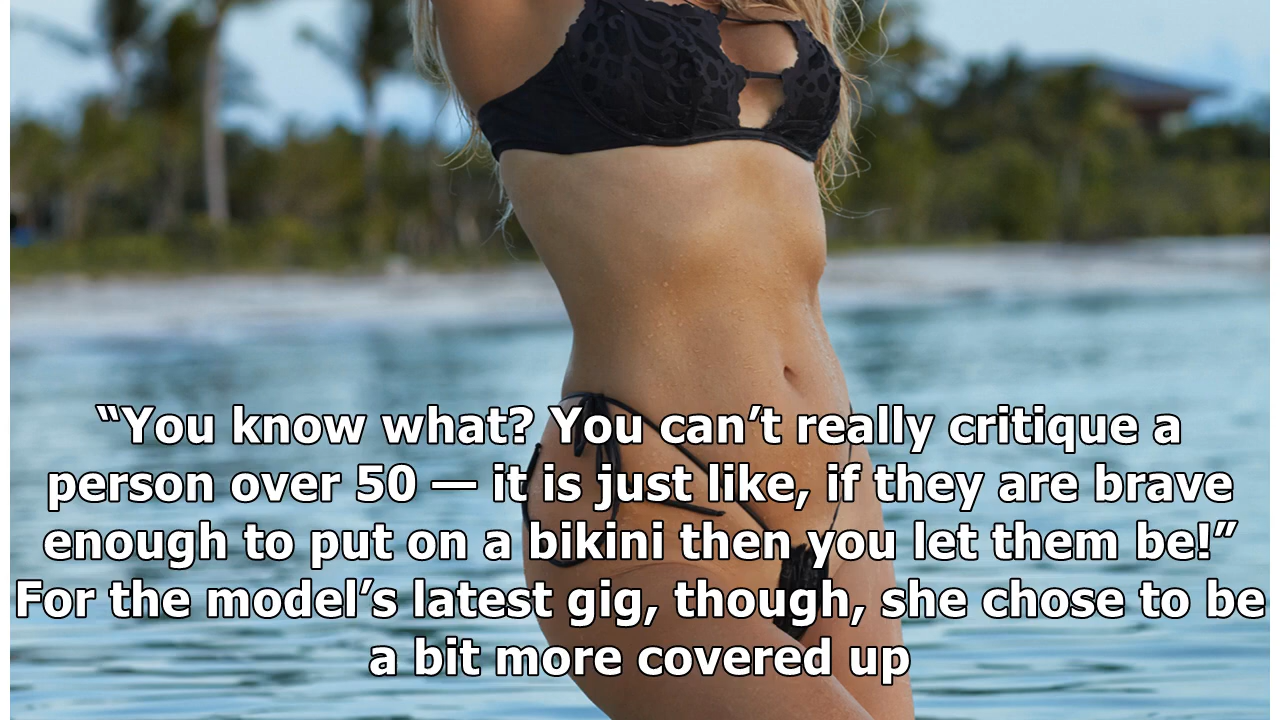 “You know what? You can’t really critique a
person over 50 — it is just like, if they are brave
enough to put on a bikini then you let them be!”
For the model’s latest gig, though, she chose to be
a bit more covered up